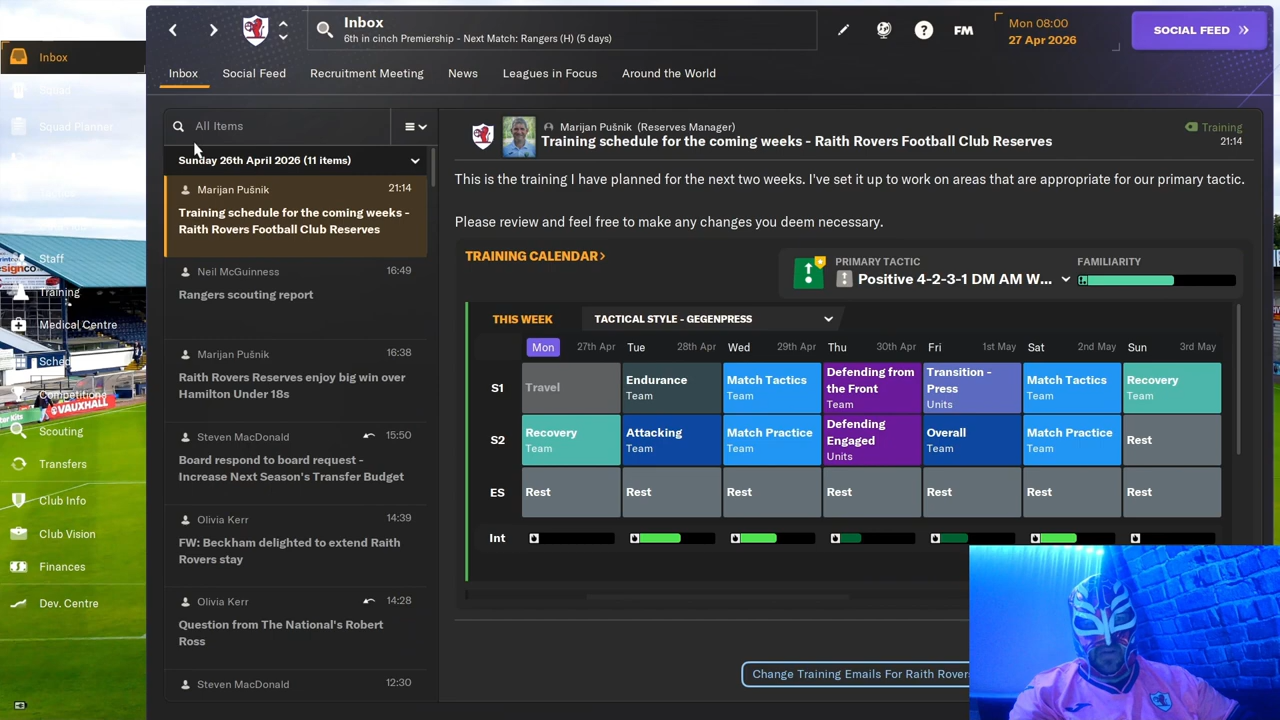 Inbox
Squad
Squad Planner
Staff
Training
Medical Centre
Sched
Competitions
Scouting
Transfers
Club Info
Club Vision
Finances
Dev. Centre
Inbox
6th in cinch Premiership - Next Match: Rangers (H) (5 days)
FM
Mon 08:00
27 Apr 2026
SOCIAL FEED
Inbox Social Feed Recruitment Meeting News Leagues in Focus Around the World
All Items
Sunday 26th April 2026 (11 items)
Marijan Pušnik 21:14
Training schedule for the coming weeks -
Raith Rovers Football Club Reserves
Neil McGuinness 16:49
Rangers scouting report
Marijan Pušnik 16:38
Raith Rovers Reserves enjoy big win over
Hamilton Under 18s
Steven MacDonald 15:50
Board respond to board request -
Increase Next Season's Transfer Budget
Olivia Kerr 14:39
FW: Beckham delighted to extend Raith
Rovers stay
Olivia Kerr 14:28
Question from The National's Robert
Ross
Steven MacDonald 12:30
Marijan Pušnik (Reserves Manager)
Training schedule for the coming weeks - Raith Rovers Football Club Reserves
Training
21:14
This is the training I have planned for the next two weeks. I've set it up to work on areas that are appropriate for our primary tactic.
Please review and feel free to make any changes you deem necessary.
TRAINING CALENDAR
PRIMARY TACTIC
Positive 4-2-3-1 DM AM W...
FAMILIARITY
THIS WEEK
TACTICAL STYLE - GEGENPRESS
Mon 27th Apr Tue 28th Apr Wed 29th Apr Thu 30th Apr Fri 1st May Sat 2nd May Sun 3rd May
S1
Travel
Endurance
Team
Match Tactics
Team
Defending from
the Front
Team
Transition -
Press
Units
Match Tactics
Team
Recovery
Team
S2
Recovery
Team
Attacking
Team
Match Practice
Team
Defending
Engaged
Units
Overall
Team
Match Practice
Team
Rest
ES
Rest Rest Rest Rest Rest Rest Rest
Int
Change Training Emails For Raith Rover
VAUXHALL